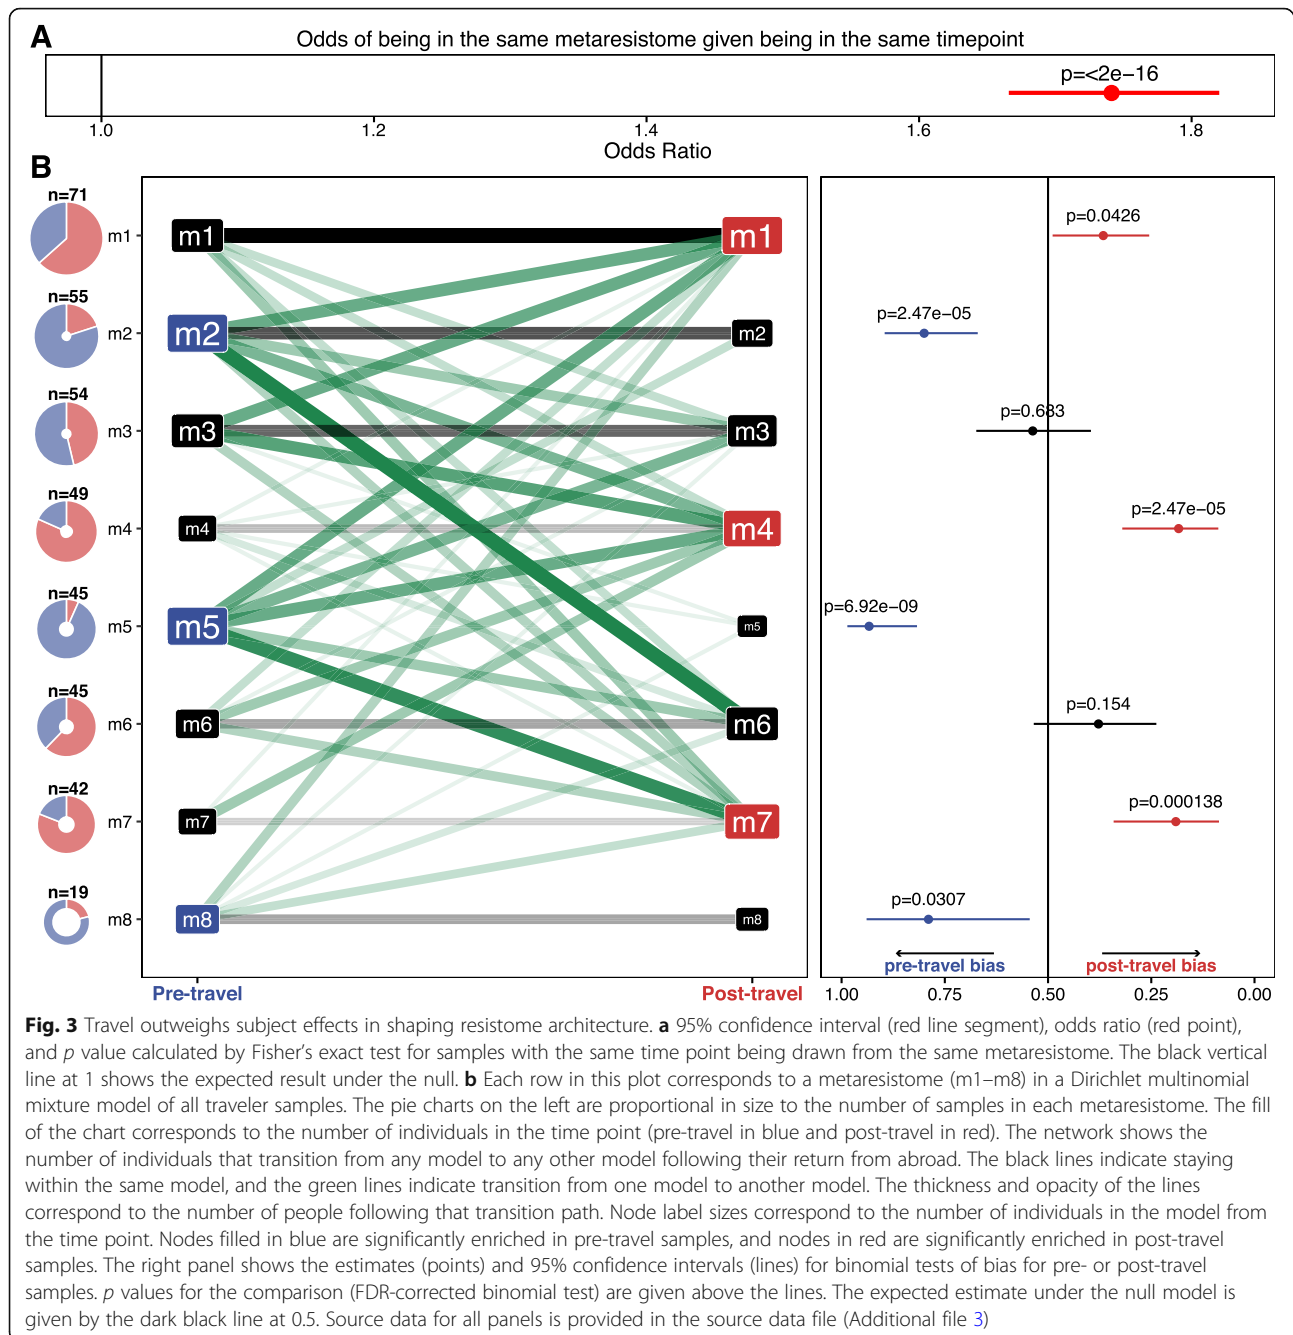 A
Odds of being in the same metaresistome given being in the same timepoint
p=<2e−16
1.0 1.2 1.4 1.6 1.8
Odds Ratio
B
n=71
m1 m1 m1
p=0.0426
n=55
m2 m2 m2
p=2.47e−05
n=54
m3 m3 m3
p=0.683
n=49
m4 m4 m4
p=2.47e−05
n=45
m5 m5 m5
p=6.92e−09
n=45
m6 m6 m6
p=0.154
n=42
m7 m7 m7
p=0.000138
n=19
m8 m8 m8
p=0.0307
pre−travel bias post−travel bias
Pre−travel Post−travel
1.00 0.75 0.50 0.25 0.00
Fig. 3 Travel outweighs subject effects in shaping resistome architecture. a 95% confidence interval (red line segment), odds ratio (red point),
and p value calculated by Fisher's exact test for samples with the same time point being drawn from the same metaresistome. The black vertical
line at 1 shows the expected result under the null. b Each row in this plot corresponds to a metaresistome (m1–m8) in a Dirichlet multinomial
mixture model of all traveler samples. The pie charts on the left are proportional in size to the number of samples in each metaresistome. The fill
of the chart corresponds to the number of individuals in the time point (pre-travel in blue and post-travel in red). The network shows the
number of individuals that transition from any model to any other model following their return from abroad. The black lines indicate staying
within the same model, and the green lines indicate transition from one model to another model. The thickness and opacity of the lines
correspond to the number of people following that transition path. Node label sizes correspond to the number of individuals in the model from
the time point. Nodes filled in blue are significantly enriched in pre-travel samples, and nodes in red are significantly enriched in post-travel
samples. The right panel shows the estimates (points) and 95% confidence intervals (lines) for binomial tests of bias for pre- or post-travel
samples. p values for the comparison (FDR-corrected binomial test) are given above the lines. The expected estimate under the null model is
given by the dark black line at 0.5. Source data for all panels is provided in the source data file (Additional file 3)